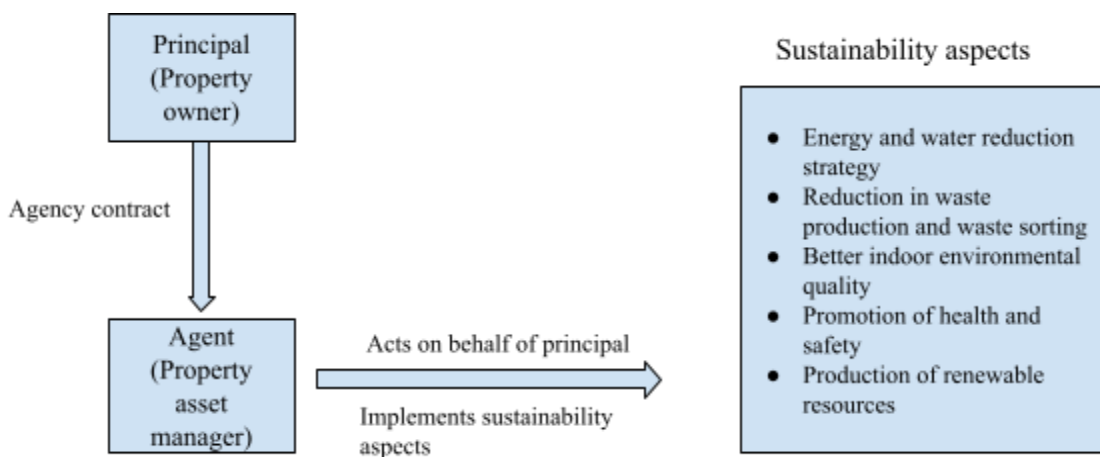 Principal
(Property
owner)
Agency contract
Agent
(Property
asset
manager)
Acts on behalf of principal
Implements sustainability
aspects
Sustainability aspects
● Energy and water reduction
strategy
● Reduction in waste
production and waste sorting
● Better indoor environmental
quality
● Promotion of health and
safety
● Production of renewable
resources